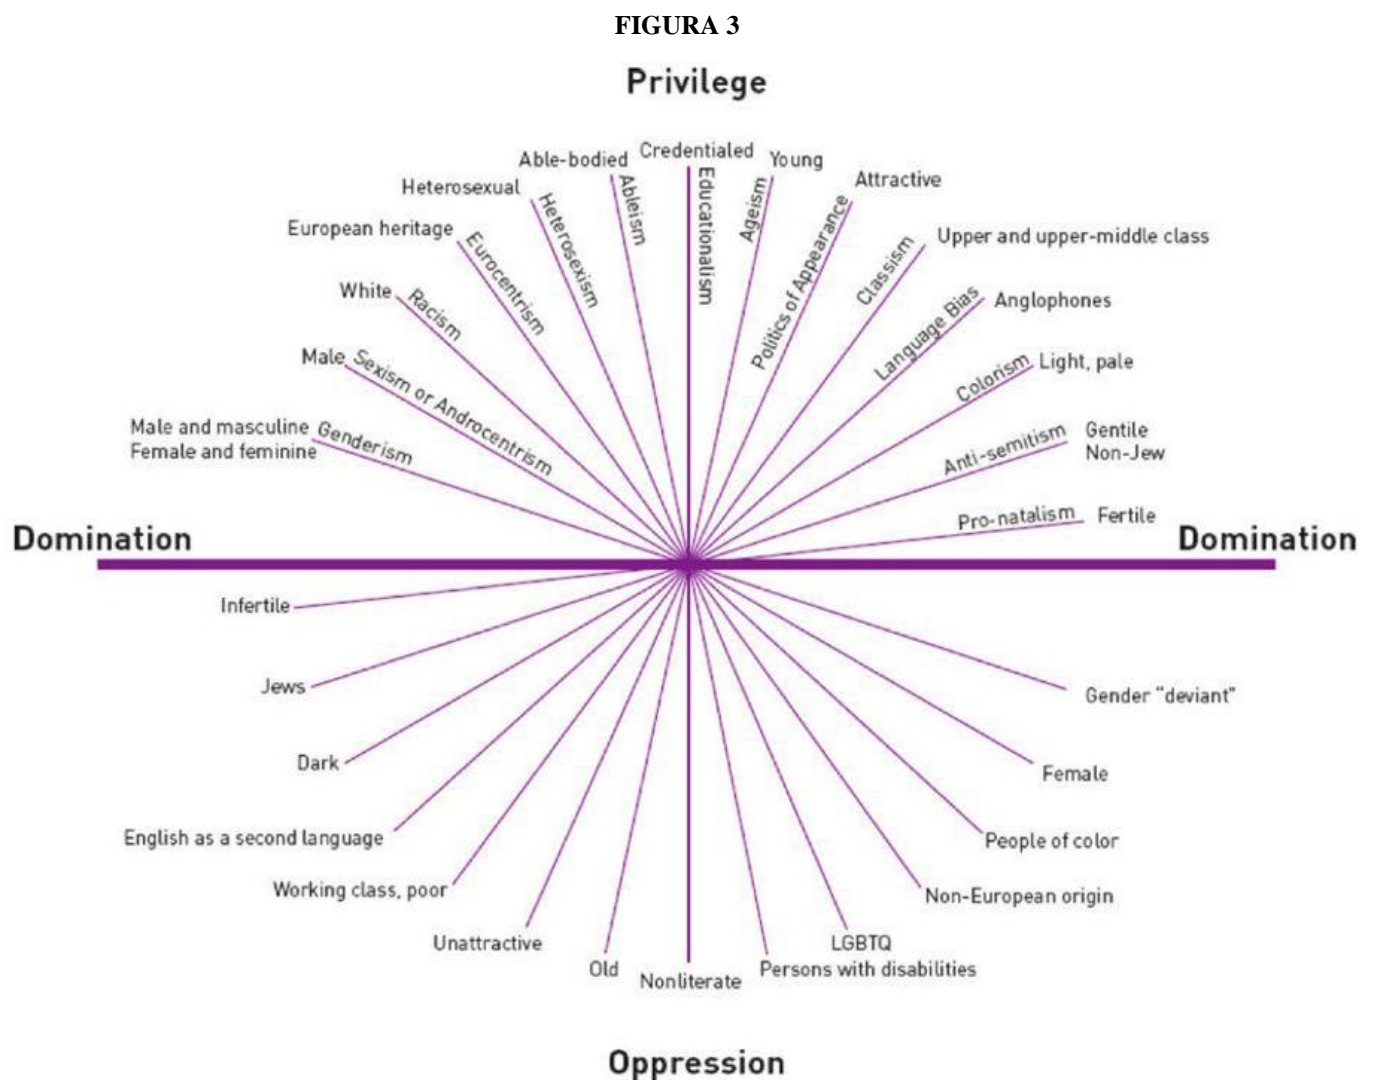 FIGURA 3
Privilege
Credentialed
Able-bodied
Young
Attractive
Heterosexual
European heritage
Upper and upper-middle class
White
Anglophones
Male
Light, pale
Male and masculine
Female and feminine
Gentile
Non-Jew
Fertile
Genderism
Sexism or Androcentrism
Racism
Eurocentrism
Heterosexism
Ableism
Educationalism
Ageism
Politics of Appearance
Classism
Language Bias
Colorism
Anti-semitism
Pro-natalism
Domination
Domination
Infertile
Jews
Gender "deviant"
Dark
Female
English as a second language
People of color
Working class, poor
Non-European origin
Unattractive
LGBTQ
Old
Persons with disabilities
Nonliterate
Oppression